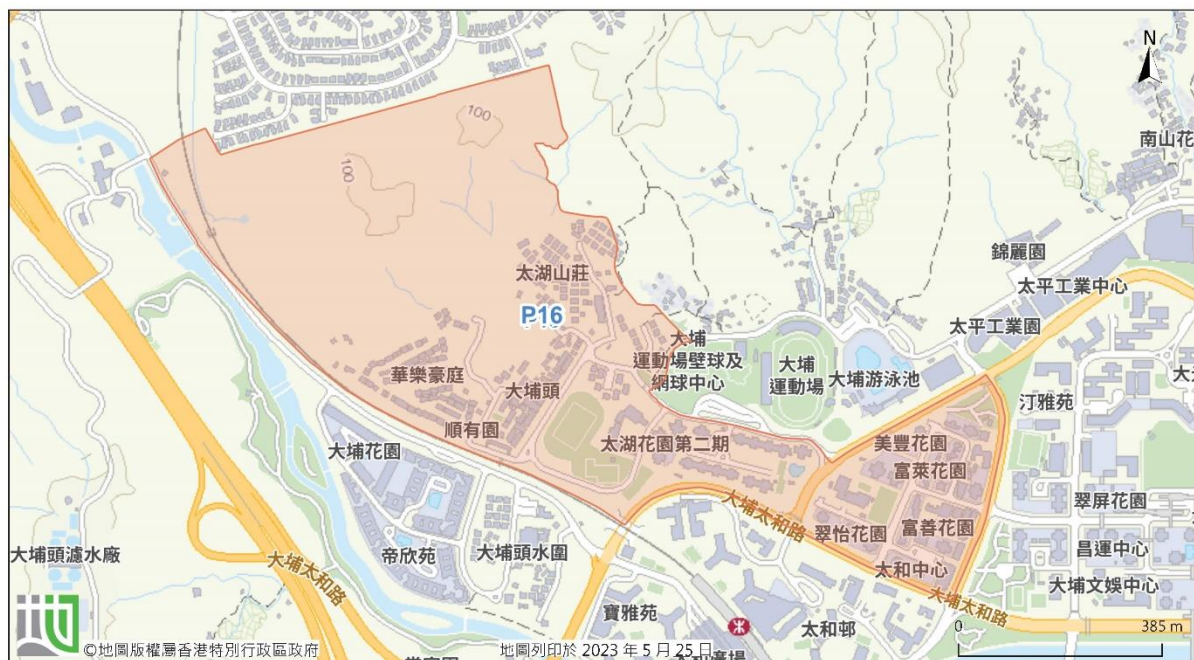 N
100
100
南山花
錦麗園
太平工業中心
太湖山莊
P16
太平工業園
大埔
運動場壁球及
網球中心
大埔
運動場
大埔游泳池
華樂豪庭
大埔頭
汀雅苑
順有園
太湖花園第二期
美豐花園
大埔花園
富萊花園
大埔太和路
翠屏花園
翠怡花園
富善花園
大埔頭濾水廠
帝欣苑
大埔頭水圍
昌運中心
大埔太和路
太和中心
大埔文娛中心
大埔太和路
寶雅苑
太和邨
0
385 m
©地圖版權屬香港特別行政區政府
地圖列印於 2023 年 5 月 25 日